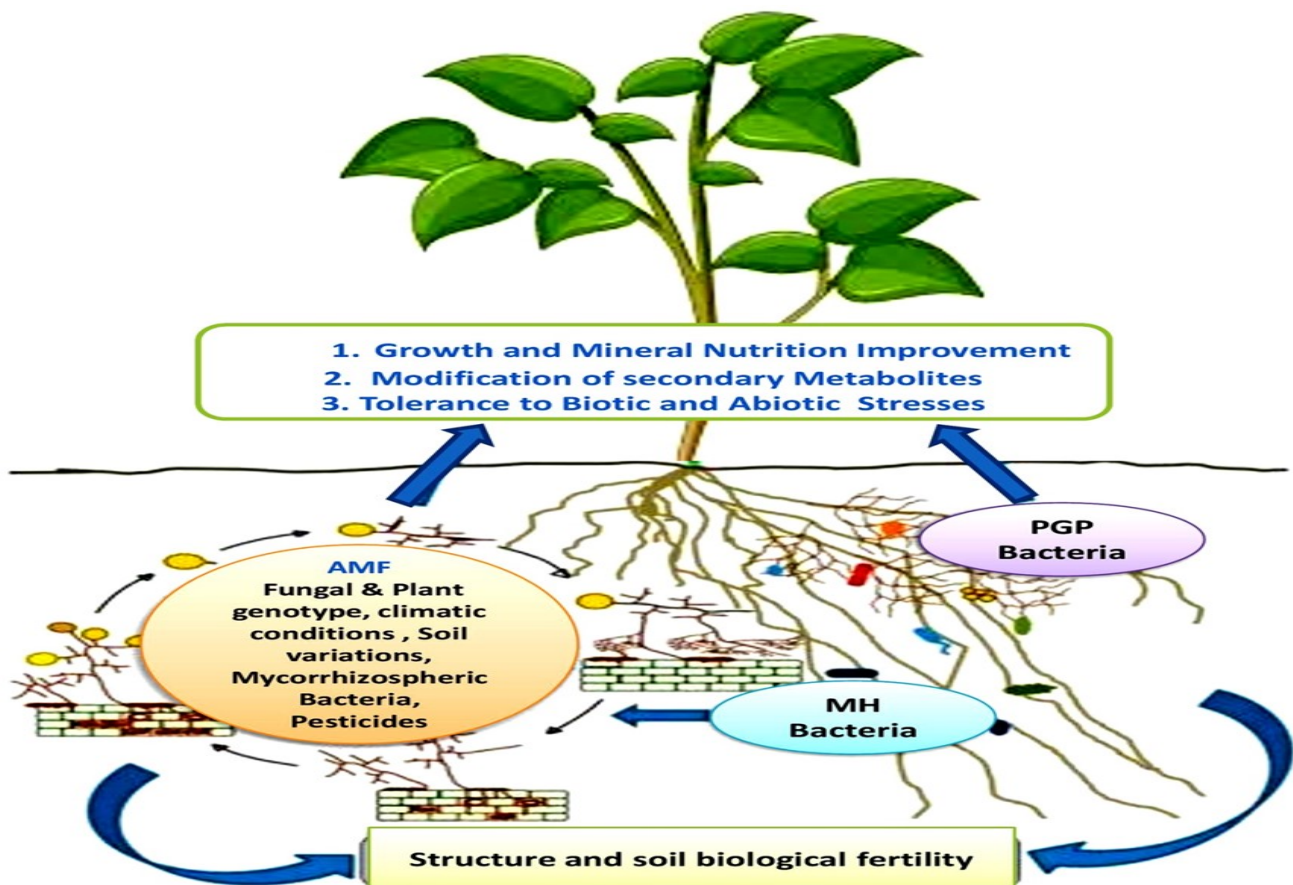 1. Growth and Mineral Nutrition Improvement
2. Modification of secondary Metabolites
3. Tolerance to Biotic and Abiotic Stresses
PGP
Bacteria
AMF
Fungal & Plant
genotype, climatic
conditions , Soil
variations,
Mycorrhizospheric
Bacteria,
Pesticides
MH
Bacteria
Structure and soil biological fertility